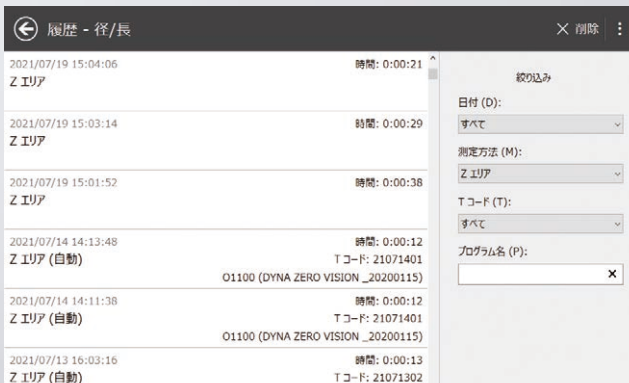 履歴 - 径/長
削除
2021/07/19 15:04:06 時間: 0:00:21
Z エリア
2021/07/19 15:03:14 時間: 0:00:29
Z エリア
2021/07/19 15:01:52 時間: 0:00:38
Z エリア
2021/07/14 14:13:48 時間: 0:00:12
Z エリア (自動) T コード: 21071401
O1100 (DYNA ZERO VISION _20200115)
2021/07/14 14:11:38 時間: 0:00:12
Z エリア (自動) T コード: 21071401
O1100 (DYNA ZERO VISION _20200115)
2021/07/13 16:03:16 時間: 0:00:13
Z エリア (自動) T コード: 21071302
絞り込み
日付 (D):
すべて
測定方法 (M):
Z エリア
T コード (T):
すべて
プログラム名 (P):